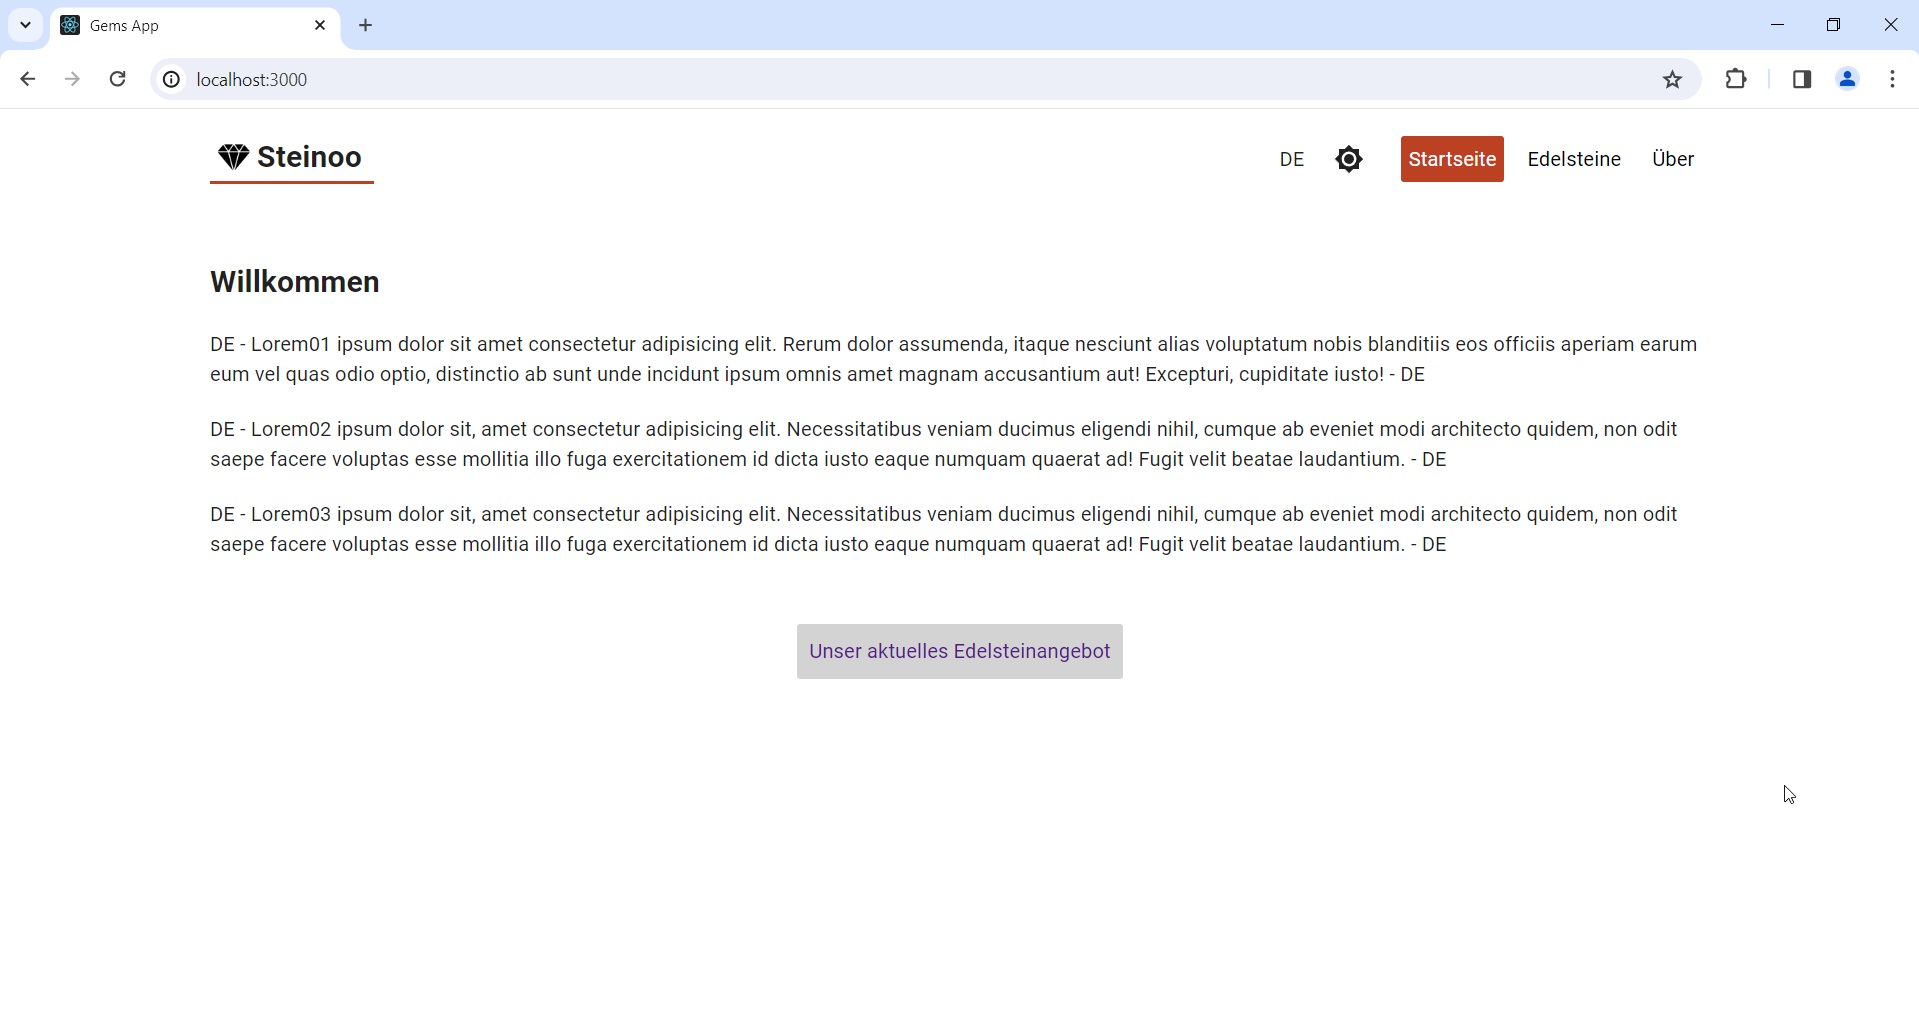 Gems App
localhost:3000
Steinoo
DE
Startseite
Edelsteine
Über
Willkommen
DE - Lorem01 ipsum dolor sit amet consectetur adipisicing elit. Rerum dolor assumenda, itaque nesciunt alias voluptatum nobis blanditiis eos officiis aperiam earum
eum vel quas odio optio, distinctio ab sunt unde incidunt ipsum omnis amet magnam accusantium aut! Excepturi, cupiditate iusto! - DE
DE - Lorem02 ipsum dolor sit, amet consectetur adipisicing elit. Necessitatibus veniam ducimus eligendi nihil, cumque ab eveniet modi architecto quidem, non odit
saepe facere voluptas esse mollitia illo fuga exercitationem id dicta iusto eaque numquam quaerat ad! Fugit velit beatae laudantium. - DE
DE - Lorem03 ipsum dolor sit, amet consectetur adipisicing elit. Necessitatibus veniam ducimus eligendi nihil, cumque ab eveniet modi architecto quidem, non odit
saepe facere voluptas esse mollitia illo fuga exercitationem id dicta iusto eaque numquam quaerat ad! Fugit velit beatae laudantium. - DE
Unser aktuelles Edelsteinangebot